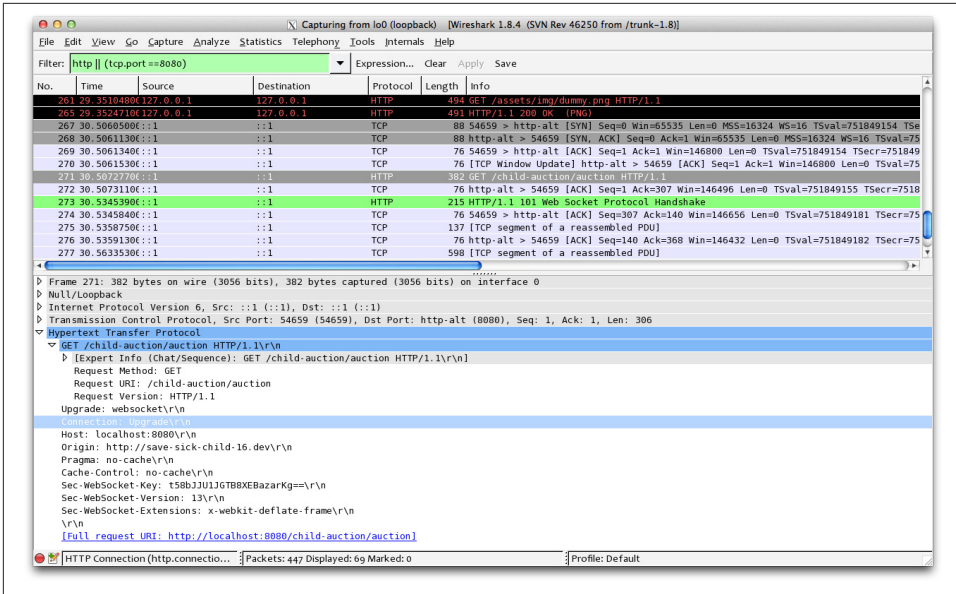 Capturing from lo0 (loopback) [Wireshark 1.8.4 (SVN Rev 46250 from /trunk-1.8)]
File Edit View Go Capture Analyze Statistics Telephony Tools Internals Help
Filter: http || (tcp.port ==8080) Expression... Clear Apply Save
No. Time Source Destination Protocol Length Info
261 29.3510480( 127.0.0.1 127.0.0.1 HTTP 494 GET /assets/img/dummy.png HTTP/1.1
265 29.3524710( 127.0.0.1 127.0.0.1 HTTP 491 HTTP/1.1 200 OK (PNG)
267 30.5060500( ::1 ::1 TCP 88 54659 > http-alt [SYN] Seq=0 Win=65535 Len=0 MSS=16324 WS=16 TSval=751849154 TSe
268 30.5061130( ::1 ::1 TCP 88 http-alt > 54659 [SYN, ACK] Seq=0 Ack=1 Win=65535 Len=0 MSS=16324 WS=16 TSval=75
269 30.5061340( ::1 ::1 TCP 76 54659 > http-alt [ACK] Seq=1 Ack=1 Win=146800 Len=0 TSval=751849154 TSecr=751849
270 30.5061530( ::1 ::1 TCP 76 [TCP Window Update] http-alt > 54659 [ACK] Seq=1 Ack=1 Win=146800 Len=0 TSval=75
271 30.5072770( ::1 ::1 HTTP 382 GET /child-auction/auction HTTP/1.1
272 30.5073110( ::1 ::1 TCP 76 http-alt > 54659 [ACK] Seq=1 Ack=307 Win=146496 Len=0 TSval=751849155 TSecr=7518
273 30.5345390( ::1 ::1 HTTP 215 HTTP/1.1 101 Web Socket Protocol Handshake
274 30.5345840( ::1 ::1 TCP 76 54659 > http-alt [ACK] Seq=307 Ack=140 Win=146656 Len=0 TSval=751849181 TSecr=75
275 30.5358750( ::1 ::1 TCP 137 [TCP segment of a reassembled PDU]
276 30.5359130( ::1 ::1 TCP 76 http-alt > 54659 [ACK] Seq=140 Ack=368 Win=146432 Len=0 TSval=751849182 TSecr=75
277 30.5633530( ::1 ::1 TCP 598 [TCP segment of a reassembled PDU]
Frame 271: 382 bytes on wire (3056 bits), 382 bytes captured (3056 bits) on interface 0
Null/Loopback
Internet Protocol Version 6, Src: ::1 (::1), Dst: ::1 (::1)
Transmission Control Protocol, Src Port: 54659 (54659), Dst Port: http-alt (8080), Seq: 1, Ack: 1, Len: 306
Hypertext Transfer Protocol
GET /child-auction/auction HTTP/1.1\r\n
[Expert Info (Chat/Sequence): GET /child-auction/auction HTTP/1.1\r\n]
Request Method: GET
Request URI: /child-auction/auction
Request Version: HTTP/1.1
Upgrade: websocket\r\n
Connection: Upgrade\r\n
Host: localhost:8080\r\n
Origin: http://save-sick-child-16.dev\r\n
Pragma: no-cache\r\n
Cache-Control: no-cache\r\n
Sec-WebSocket-Key: t58bJJU1JGTB8XEBazarKg==\r\n
Sec-WebSocket-Version: 13\r\n
Sec-WebSocket-Extensions: x-webkit-deflate-frame\r\n
\r\n
[Full request URI: http://localhost:8080/child-auction/auction]
HTTP Connection (http.connectio... Packets: 447 Displayed: 69 Marked: 0 Profile: Default